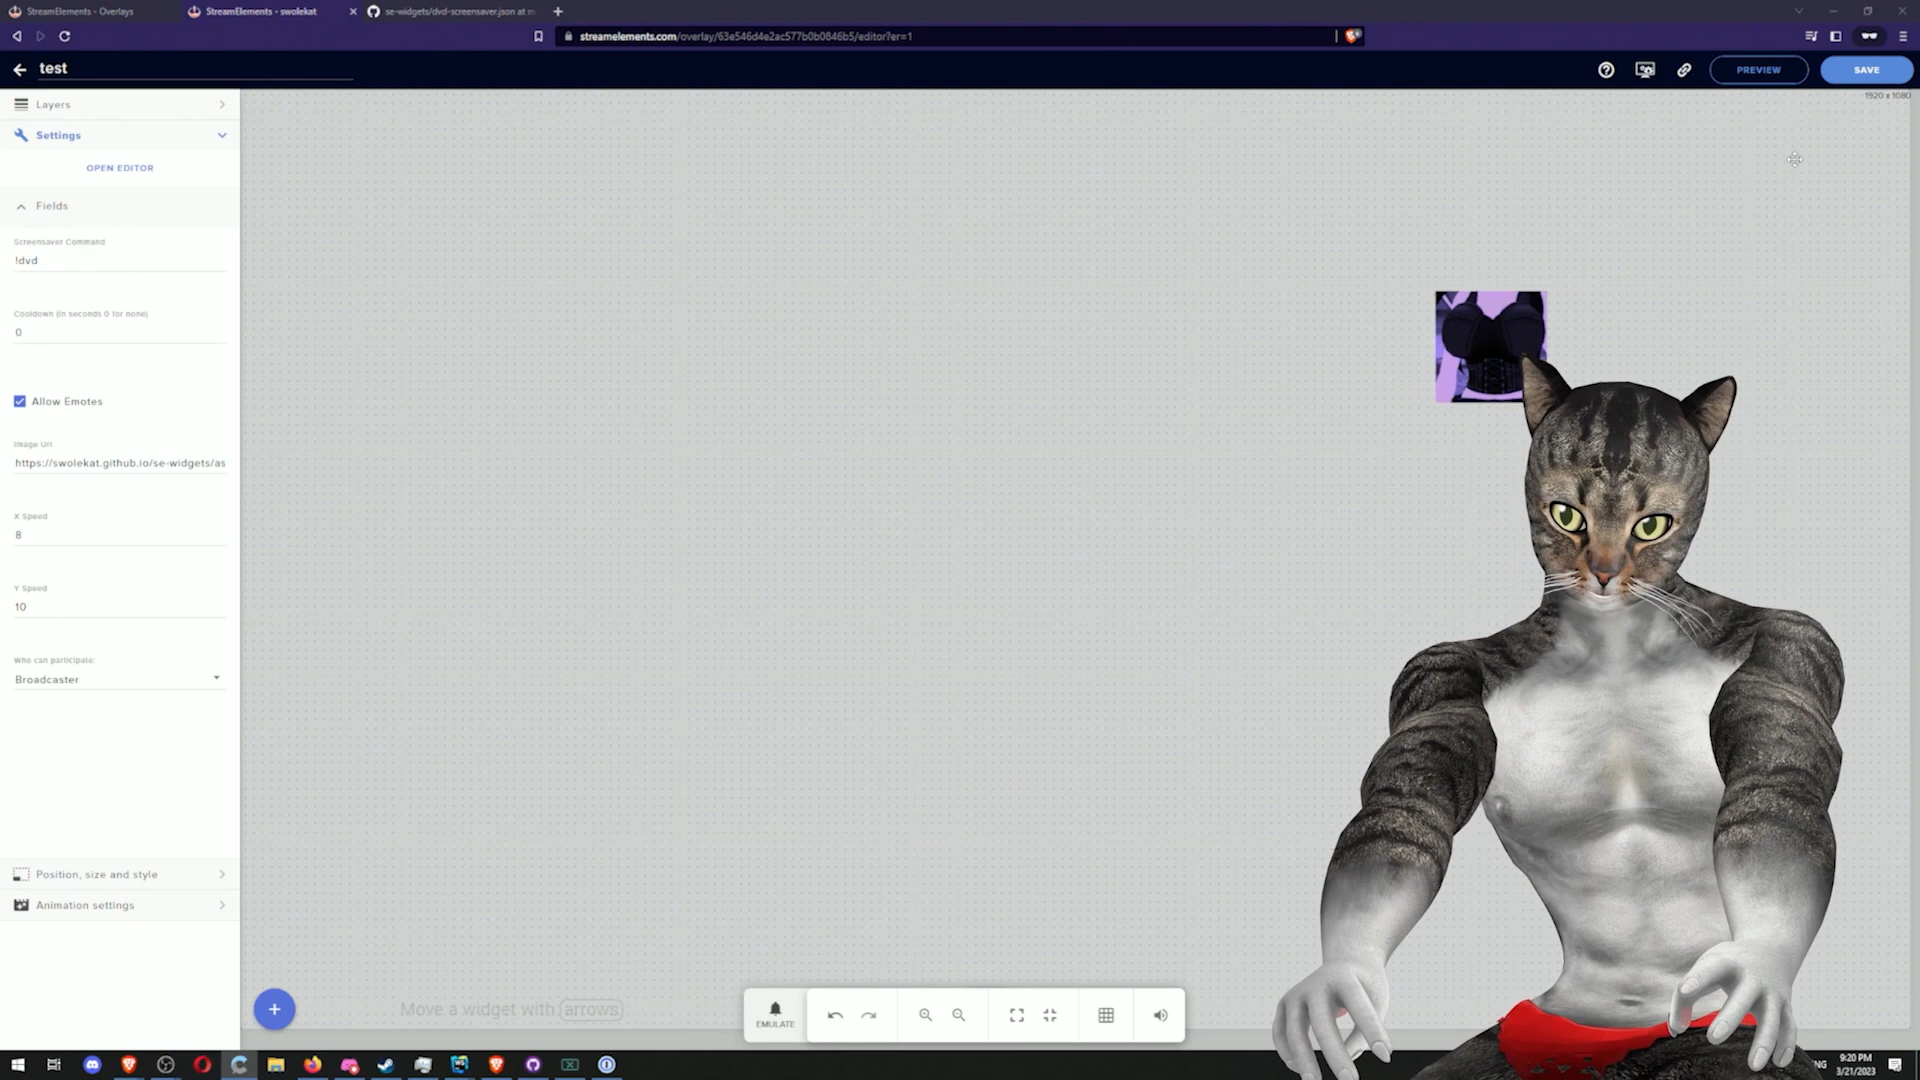 StreamElements - Overlays
StreamElements - swolekat
se-widgets/dvd-screensaver.json at m
streamelements.com/overlay/63e546d4e2ac577b0b0846b5/editor?er=1
test
PREVIEW
SAVE
1920 x 1080
Layers
Settings
OPEN EDITOR
Fields
Screensaver Command
!dvd
Cooldown (in seconds 0 for none)
0
Allow Emotes
Image Url
https://swolekat.github.io/se-widgets/as
X Speed
8
Y Speed
10
Who can participate:
Broadcaster
Position, size and style
Animation settings
Move a widget with arrows
EMULATE
NG
9:20 PM
3/21/2023